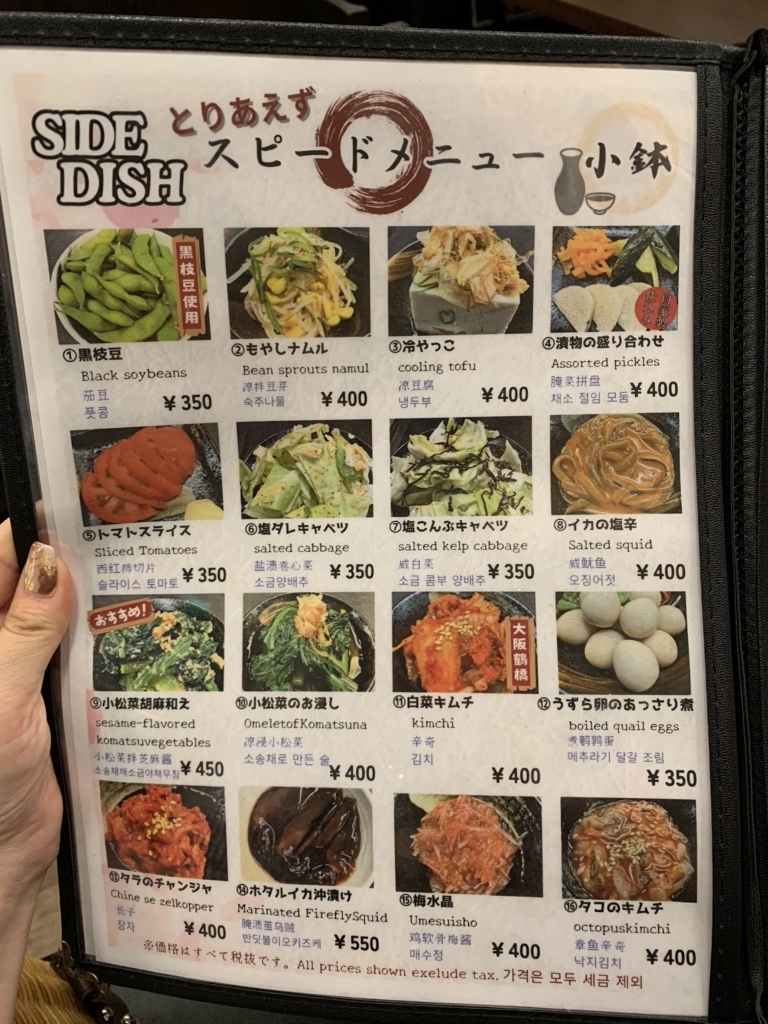 SIDE
DISH
とりあえず
スピードメニュー 小鉢
黒枝豆使用
①黒枝豆
Black soybeans
茄豆
풋콩
¥350
②もやしナムル
Bean sprouts namul
凉拌豆芽
숙주나물
¥400
③冷やっこ
cooling tofu
凉豆腐
냉두부
¥400
④漬物の盛り合わせ
Assorted pickles
腌菜拼盘
채소 절임 모둠
¥400
⑤トマトスライス
Sliced Tomatoes
西红柿切片
슬라이스 토마토
¥350
⑥塩ダレキャベツ
salted cabbage
盐渍卷心菜
소금양배추
¥350
⑦塩こんぶキャベツ
salted kelp cabbage
咸白菜
소금 콤부 양배추
¥350
⑧イカの塩辛
Salted squid
咸鱿鱼
오징어젓
¥400
おすすめ!
⑨小松菜胡麻和え
sesame-flavored
komatsuvegetables
小松菜拌芝麻酱
소송채깨소금야채무침
¥450
⑩小松菜のお浸し
OmeletofKomatsuna
凉浸小松菜
소송채로 만든 술
¥400
大阪鶴橋
⑪白菜キムチ
kimchi
辛奇
김치
¥400
⑫うずら卵のあっさり煮
boiled quail eggs
煮鹌鹑蛋
메추라기 달걀 조림
¥350
⑬タラのチャンジャ
Chine se zelkopper
长子
창자
¥400
⑭ホタルイカ沖漬け
Marinated FireflySquid
腌渍萤乌贼
반딧불이오키즈케
¥550
⑮梅水晶
Umesuisho
鸡软骨梅酱
매수정
¥400
⑯タコのキムチ
octopuskimchi
章鱼辛奇
낙지김치
¥400
※価格はすべて税抜です。All prices shown exelude tax. 가격은 모두 세금 제외